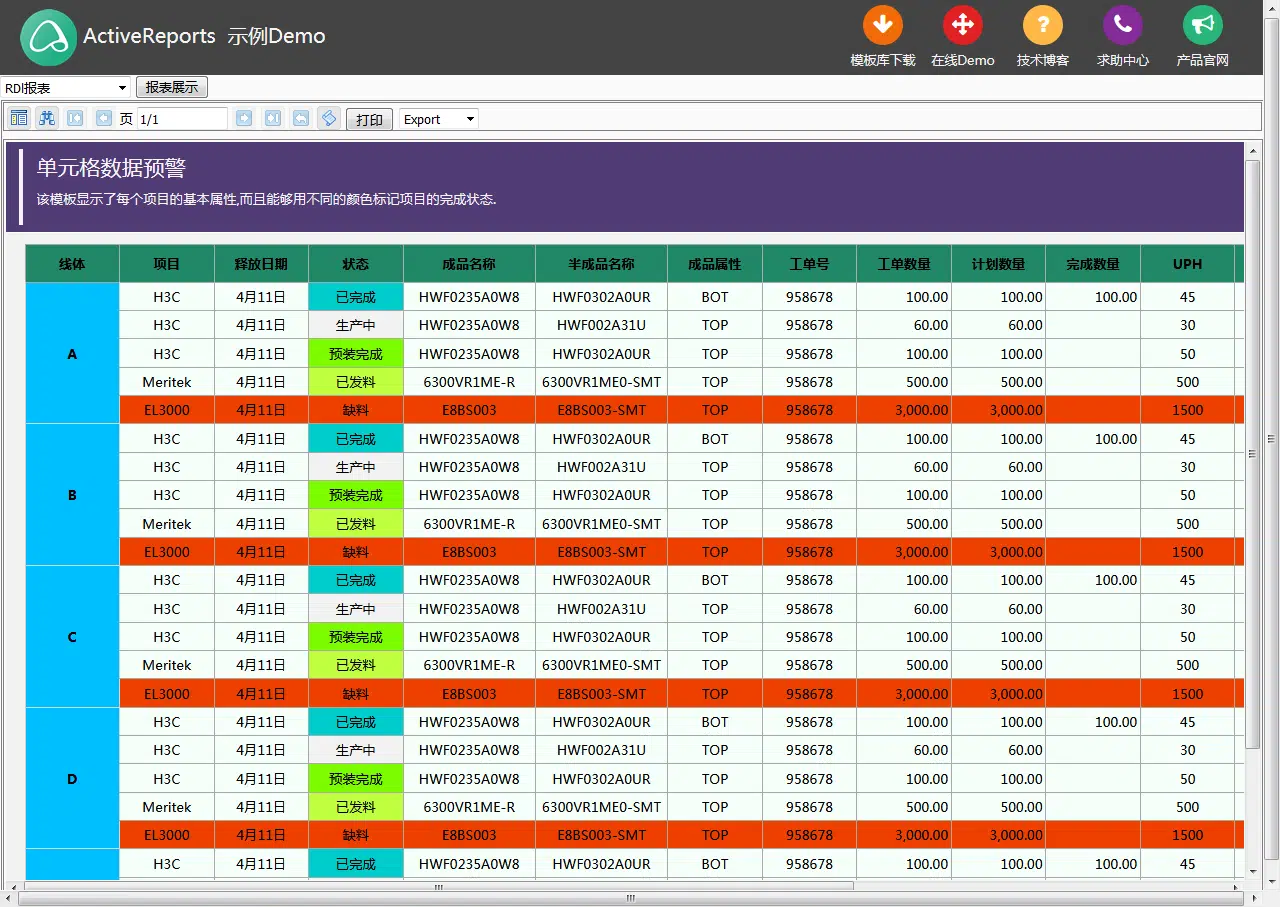 ActiveReports 示例Demo
模板库下载 在线Demo 技术博客 求助中心 产品官网
RDl报表 报表展示
页 1/1 打印 Export
单元格数据预警
该模板显示了每个项目的基本属性,而且能够用不同的颜色标记项目的完成状态.
线体 项目 释放日期 状态 成品名称 半成品名称 成品属性 工单号 工单数量 计划数量 完成数量 UPH
H3C 4月11日 已完成 HWF0235A0W8 HWF0302A0UR BOT 958678 100.00 100.00 100.00 45
H3C 4月11日 生产中 HWF0235A0W8 HWF002A31U TOP 958678 60.00 60.00 30
A H3C 4月11日 预装完成 HWF0235A0W8 HWF0302A0UR TOP 958678 100.00 100.00 50
Meritek 4月11日 已发料 6300VR1ME-R 6300VR1ME0-SMT TOP 958678 500.00 500.00 500
EL3000 4月11日 缺料 E8BS003 E8BS003-SMT TOP 958678 3,000.00 3,000.00 1500
H3C 4月11日 已完成 HWF0235A0W8 HWF0302A0UR BOT 958678 100.00 100.00 100.00 45
H3C 4月11日 生产中 HWF0235A0W8 HWF002A31U TOP 958678 60.00 60.00 30
B H3C 4月11日 预装完成 HWF0235A0W8 HWF0302A0UR TOP 958678 100.00 100.00 50
Meritek 4月11日 已发料 6300VR1ME-R 6300VR1ME0-SMT TOP 958678 500.00 500.00 500
EL3000 4月11日 缺料 E8BS003 E8BS003-SMT TOP 958678 3,000.00 3,000.00 1500
H3C 4月11日 已完成 HWF0235A0W8 HWF0302A0UR BOT 958678 100.00 100.00 100.00 45
H3C 4月11日 生产中 HWF0235A0W8 HWF002A31U TOP 958678 60.00 60.00 30
C H3C 4月11日 预装完成 HWF0235A0W8 HWF0302A0UR TOP 958678 100.00 100.00 50
Meritek 4月11日 已发料 6300VR1ME-R 6300VR1ME0-SMT TOP 958678 500.00 500.00 500
EL3000 4月11日 缺料 E8BS003 E8BS003-SMT TOP 958678 3,000.00 3,000.00 1500
H3C 4月11日 已完成 HWF0235A0W8 HWF0302A0UR BOT 958678 100.00 100.00 100.00 45
H3C 4月11日 生产中 HWF0235A0W8 HWF002A31U TOP 958678 60.00 60.00 30
D H3C 4月11日 预装完成 HWF0235A0W8 HWF0302A0UR TOP 958678 100.00 100.00 50
Meritek 4月11日 已发料 6300VR1ME-R 6300VR1ME0-SMT TOP 958678 500.00 500.00 500
EL3000 4月11日 缺料 E8BS003 E8BS003-SMT TOP 958678 3,000.00 3,000.00 1500
H3C 4月11日 已完成 HWF0235A0W8 HWF0302A0UR BOT 958678 100.00 100.00 100.00 45